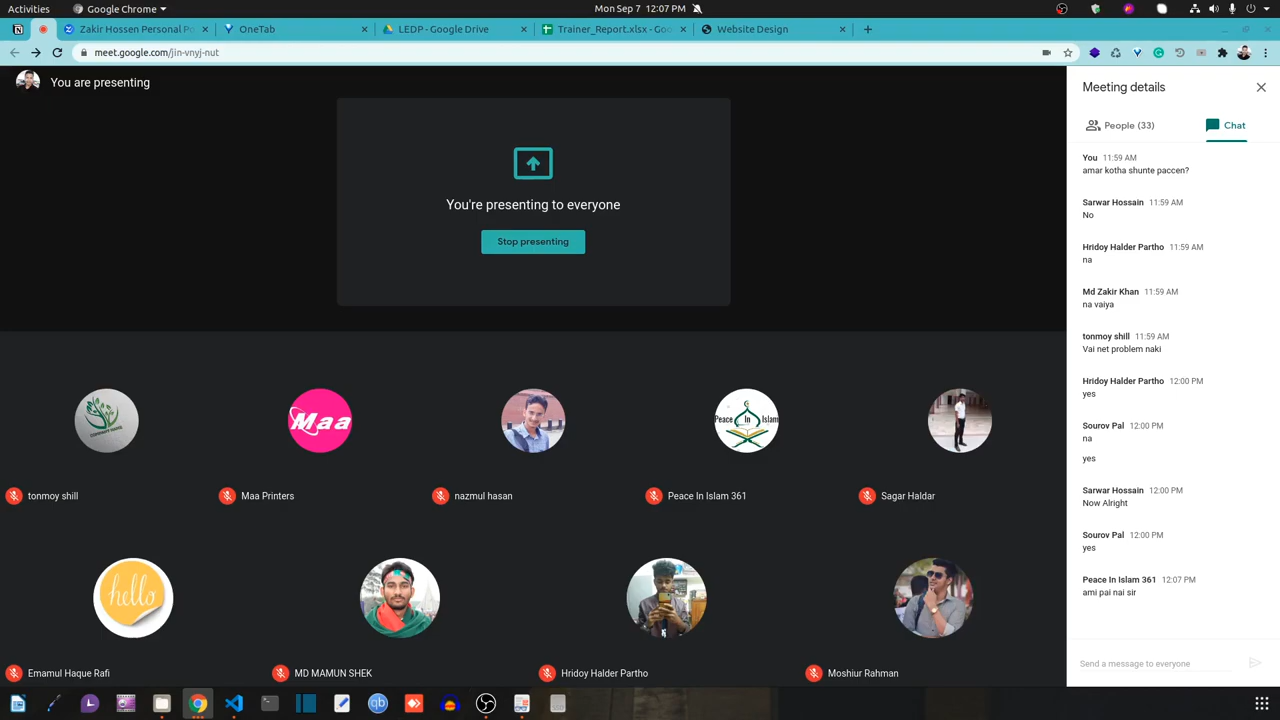 Activities
Google Chrome
Mon Sep 7 12:07 PM
Zakir Hossen Personal Po
OneTab
LEDP - Google Drive
Trainer_Report.xlsx - Goo
Website Design
meet.google.com/jin-vnyj-nut
You are presenting
You're presenting to everyone
Stop presenting
tonmoy shill
Maa
Maa Printers
nazmul hasan
Peace In Islam
Peace In Islam 361
Sagar Haldar
hello
Emamul Haque Rafi
MD MAMUN SHEK
Hridoy Halder Partho
Moshiur Rahman
Meeting details
People (33)
Chat
You 11:59 AM
amar kotha shunte paccen?
Sarwar Hossain 11:59 AM
No
Hridoy Halder Partho 11:59 AM
na
Md Zakir Khan 11:59 AM
na vaiya
tonmoy shill 11:59 AM
Vai net problem naki
Hridoy Halder Partho 12:00 PM
yes
Sourov Pal 12:00 PM
na
yes
Sarwar Hossain 12:00 PM
Now Alright
Sourov Pal 12:00 PM
yes
Peace In Islam 361 12:07 PM
ami pai nai sir
Send a message to everyone
qb